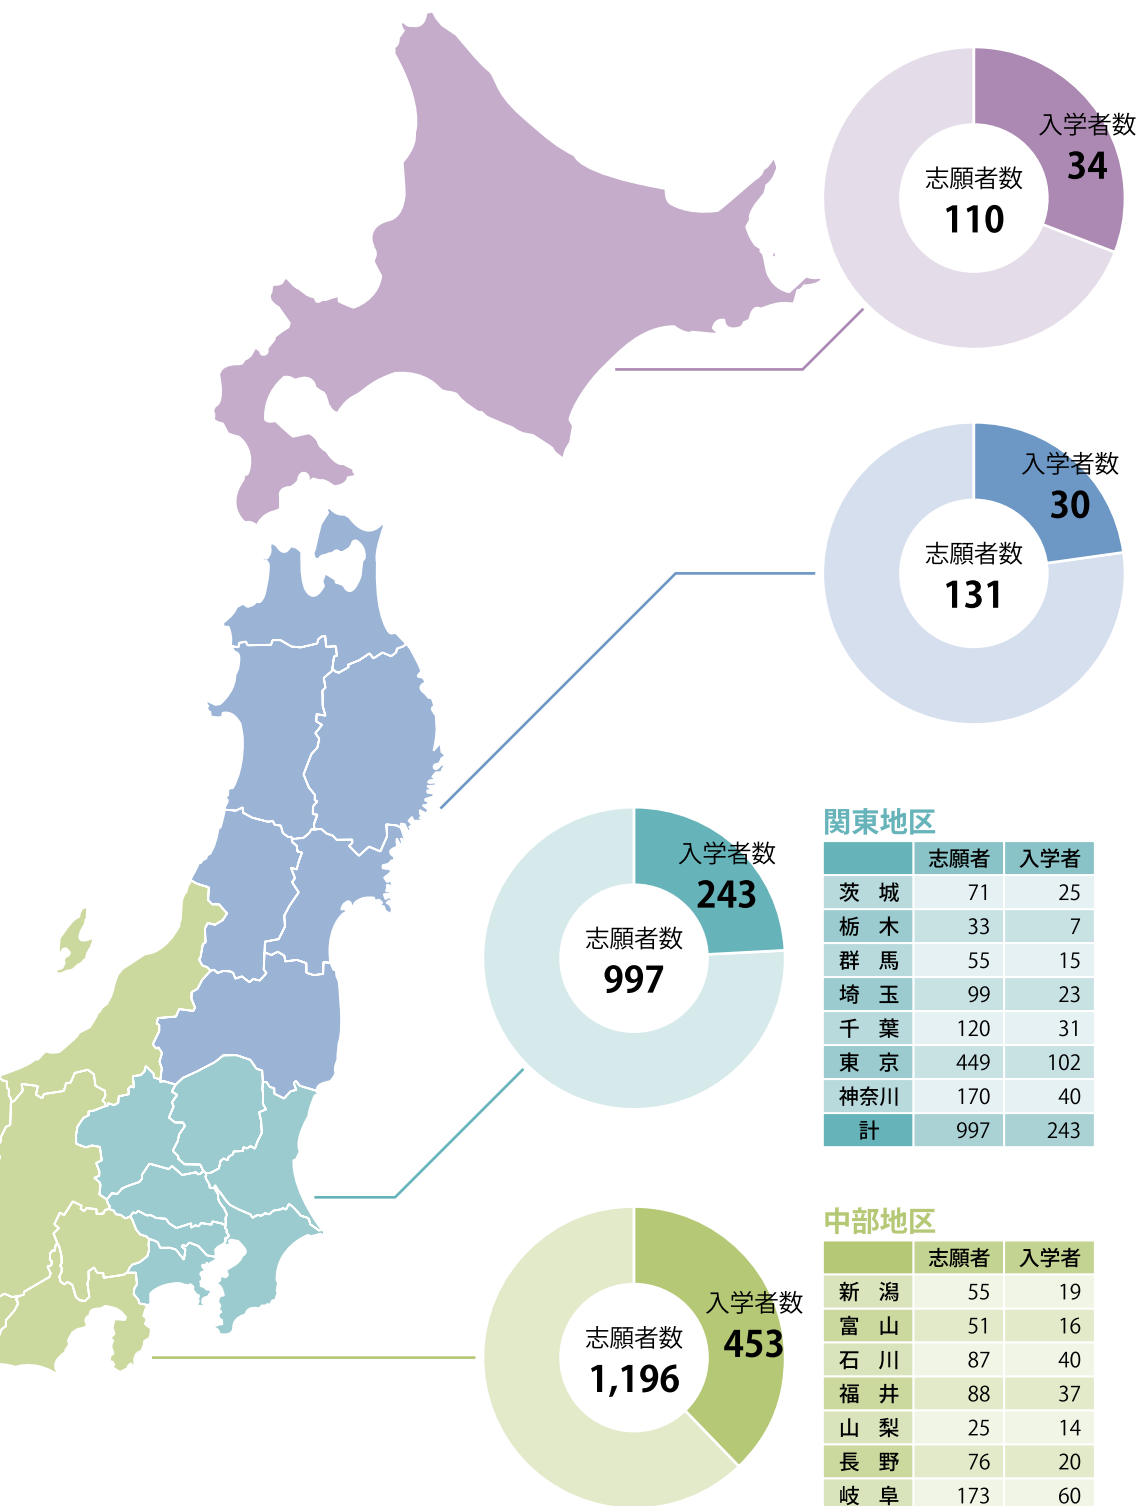 入学者数
34
志願者数
110
入学者数
30
志願者数
131
入学者数
243
志願者数
997
関東地区
志願者 入学者
茨 城 71 25
栃 木 33 7
群 馬 55 15
埼 玉 99 23
千 葉 120 31
東 京 449 102
神奈川 170 40
計 997 243
入学者数
453
志願者数
1,196
中部地区
志願者 入学者
新 潟 55 19
富 山 51 16
石 川 87 40
福 井 88 37
山 梨 25 14
長 野 76 20
岐 阜 173 60